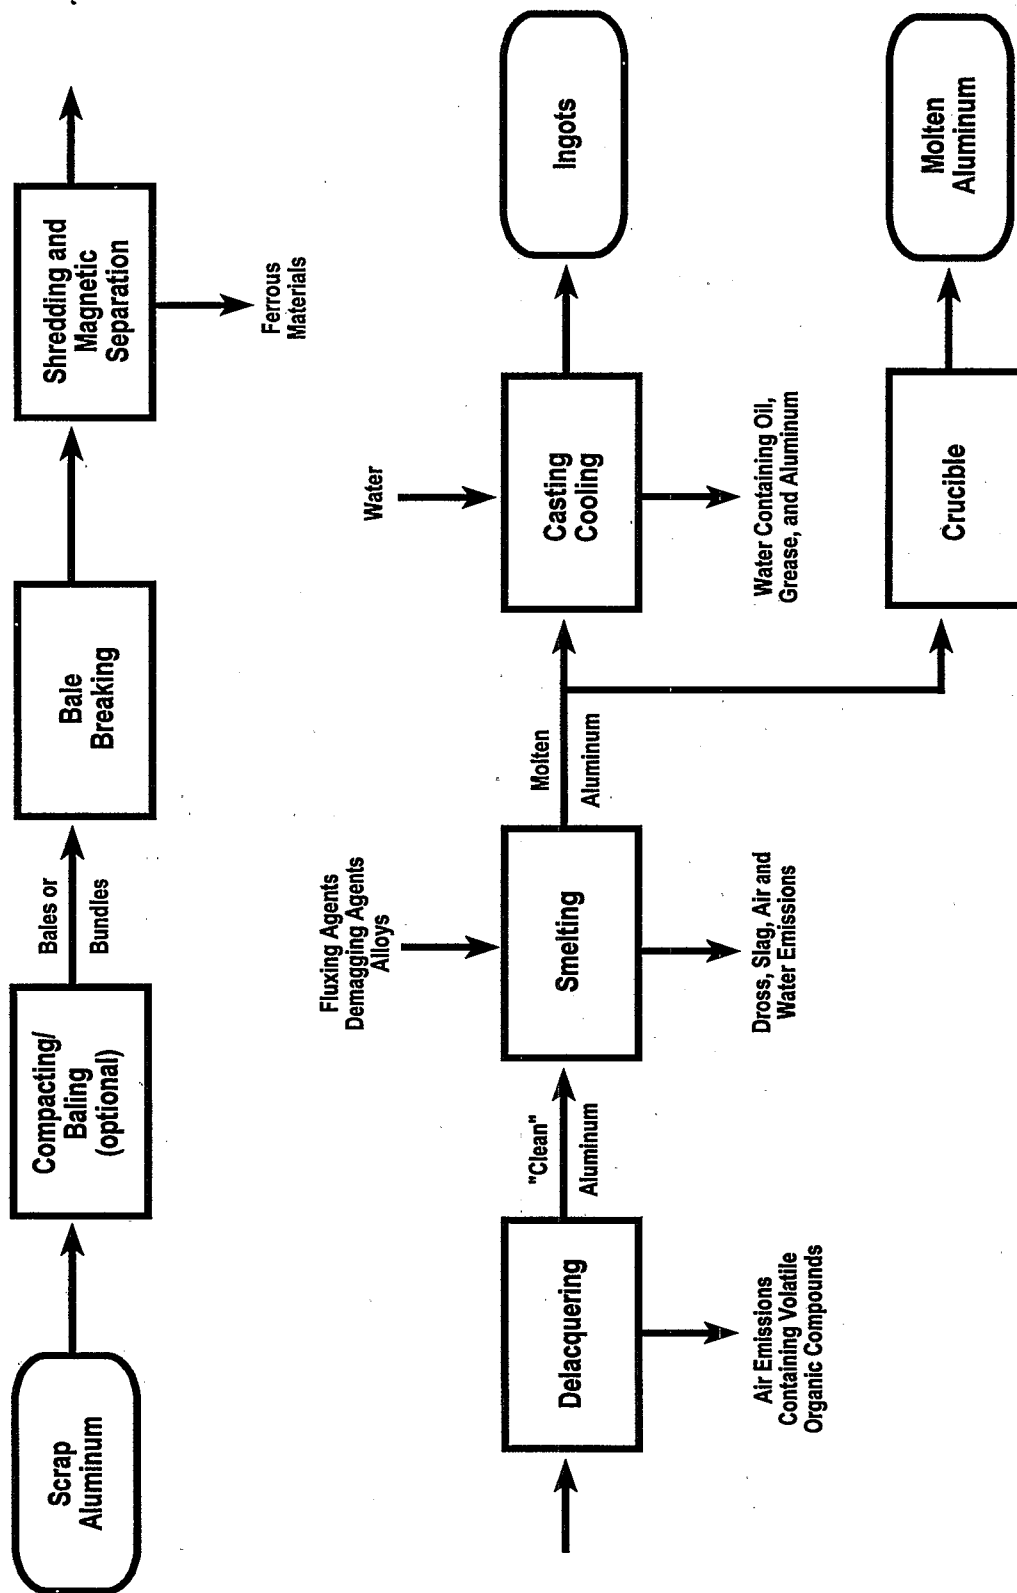 Scrap
Aluminum
Compacting/
Baling
(optional)
Bales or
Bundles
Bale
Breaking
Shredding and
Magnetic
Separation
Ferrous
Materials
Delacquering
Air Emissions
Containing Volatile
Organic Compounds
"Clean"
Aluminum
Fluxing Agents
Demagging Agents
Alloys
Smelting
Dross, Slag, Air and
Water Emissions
Molten
Aluminum
Water
Casting
Cooling
Water Containing Oil,
Grease, and Aluminum
Ingots
Crucible
Molten
Aluminum